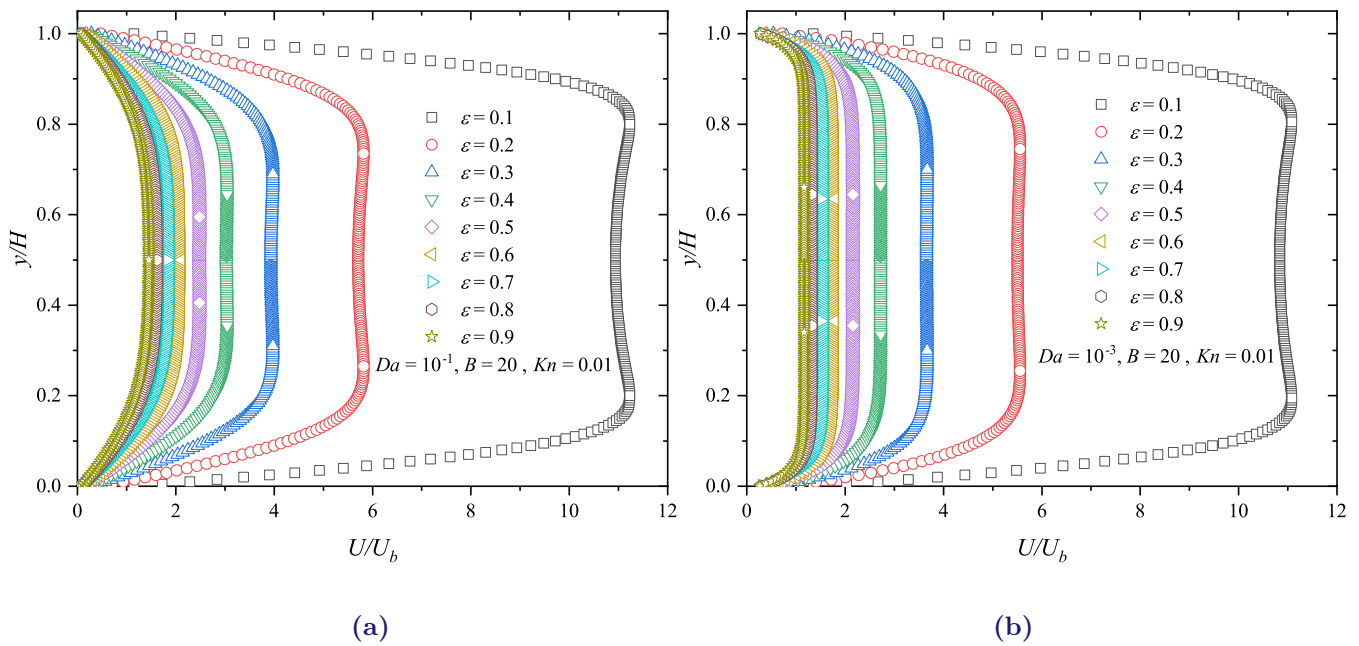 1.0
0.8
0.6
0.4
0.2
0.0
0 2 4 6 8 10 12
y/H
U/U_b
ε = 0.1
ε = 0.2
ε = 0.3
ε = 0.4
ε = 0.5
ε = 0.6
ε = 0.7
ε = 0.8
ε = 0.9
Da = 10^-1, B = 20 , Kn = 0.01
(a)
1.0
0.8
0.6
0.4
0.2
0.0
0 2 4 6 8 10 12
y/H
U/U_b
ε = 0.1
ε = 0.2
ε = 0.3
ε = 0.4
ε = 0.5
ε = 0.6
ε = 0.7
ε = 0.8
ε = 0.9
Da = 10^-3, B = 20 , Kn = 0.01
(b)